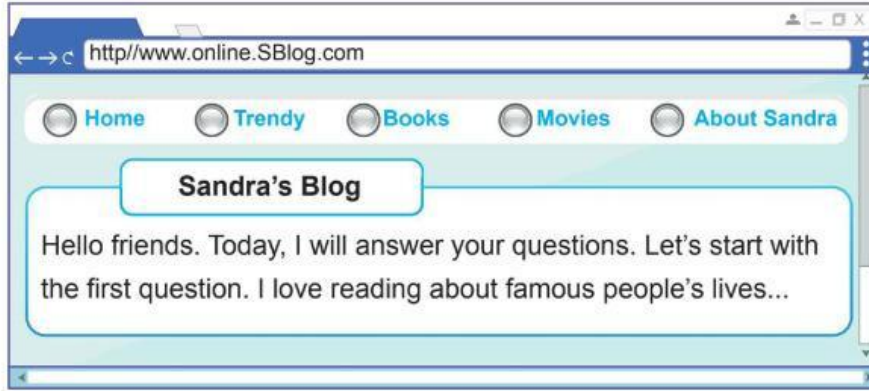 http//www.online.SBlog.com
Home Trendy Books Movies About Sandra
Sandra’s Blog
Hello friends. Today, I will answer your questions. Let’s start with
the first question. I love reading about famous people’s lives...